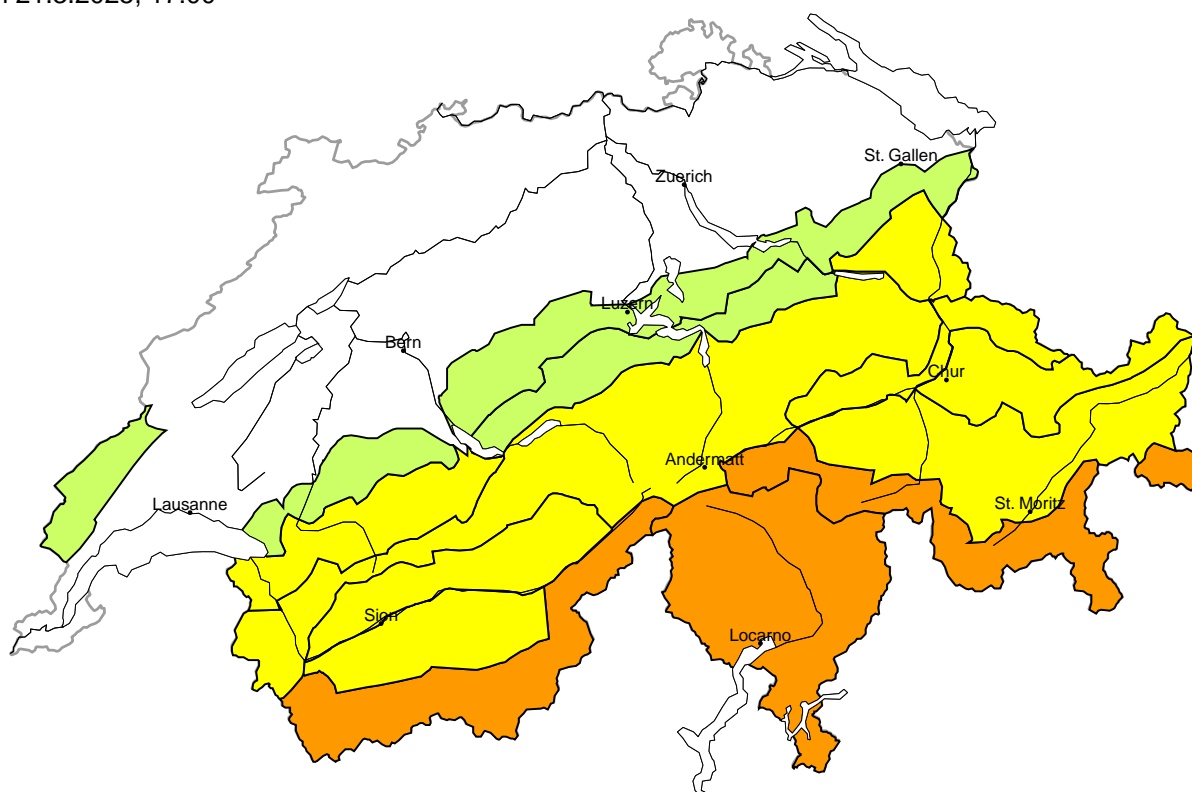 St. Gallen
Zuerich
Luzern
Bern
Chur
Andermatt
Lausanne
St. Moritz
Sion
Locarno